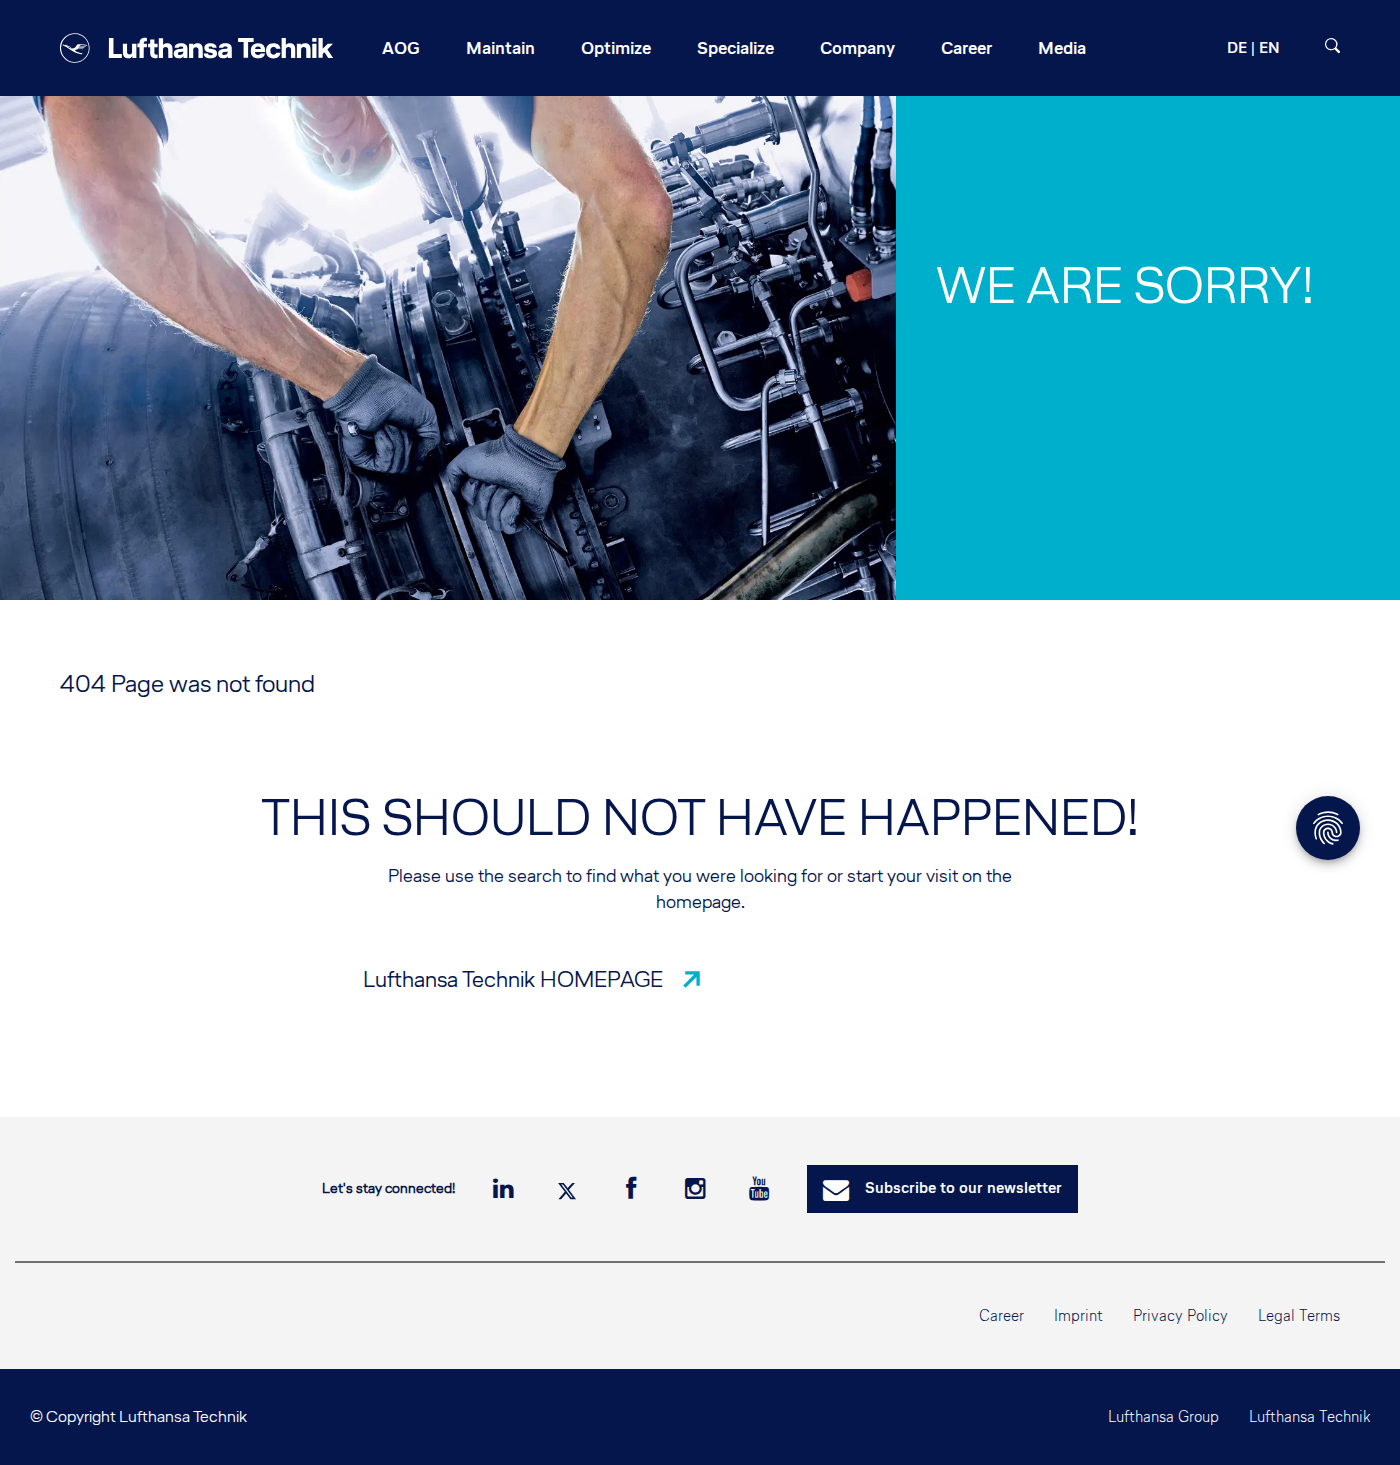 Lufthansa Technik AOG Maintain Optimize Specialize Company Career Media DE | EN
WE ARE SORRY!
404 Page was not found
THIS SHOULD NOT HAVE HAPPENED!
Please use the search to find what you were looking for or start your visit on the
homepage.
Lufthansa Technik HOMEPAGE
Let's stay connected! in X f You Tube Subscribe to our newsletter
Career Imprint Privacy Policy Legal Terms
© Copyright Lufthansa Technik Lufthansa Group Lufthansa Technik